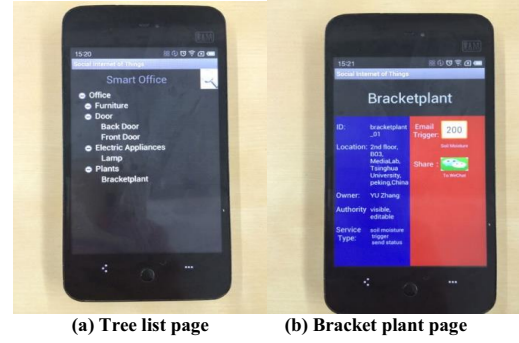 15:20
Social Internet of Things
Smart Office
Office
Furniture
Door
Back Door
Front Door
Electric Appliances
Lamp
Plants
Bracketplant
(a) Tree list page
15:21
Social Internet of Things
Bracketplant
ID: bracketplant
_01
Location: 2nd floor,
B03,
MediaLab,
Tsinghua
University,
peking,China
Owner: YU Zhang
Authority visible,
editable
Service
Type: soil moisture
trigger
send status
Email
Trigger: 200
Soil Moisture
Share :
To WeChat
(b) Bracket plant page